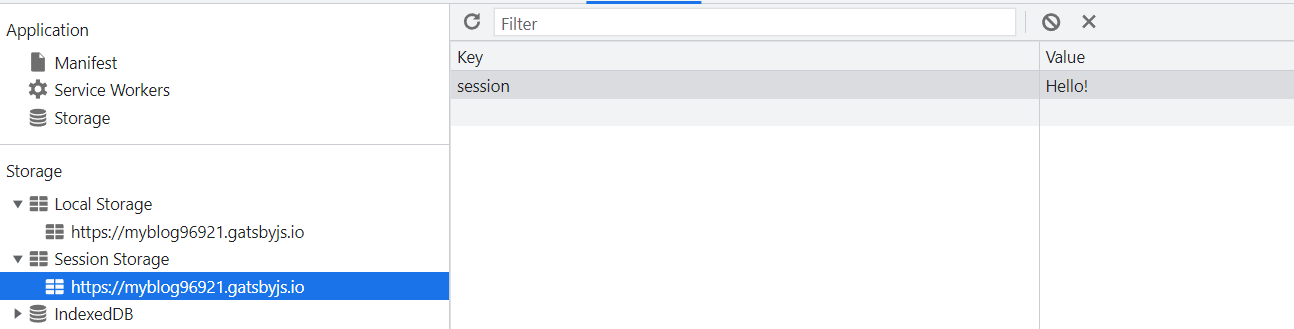 Application
Manifest
Service Workers
Storage
Storage
Local Storage
https://myblog96921.gatsbyjs.io
Session Storage
https://myblog96921.gatsbyjs.io
IndexedDB
Filter
Key Value
session Hello!